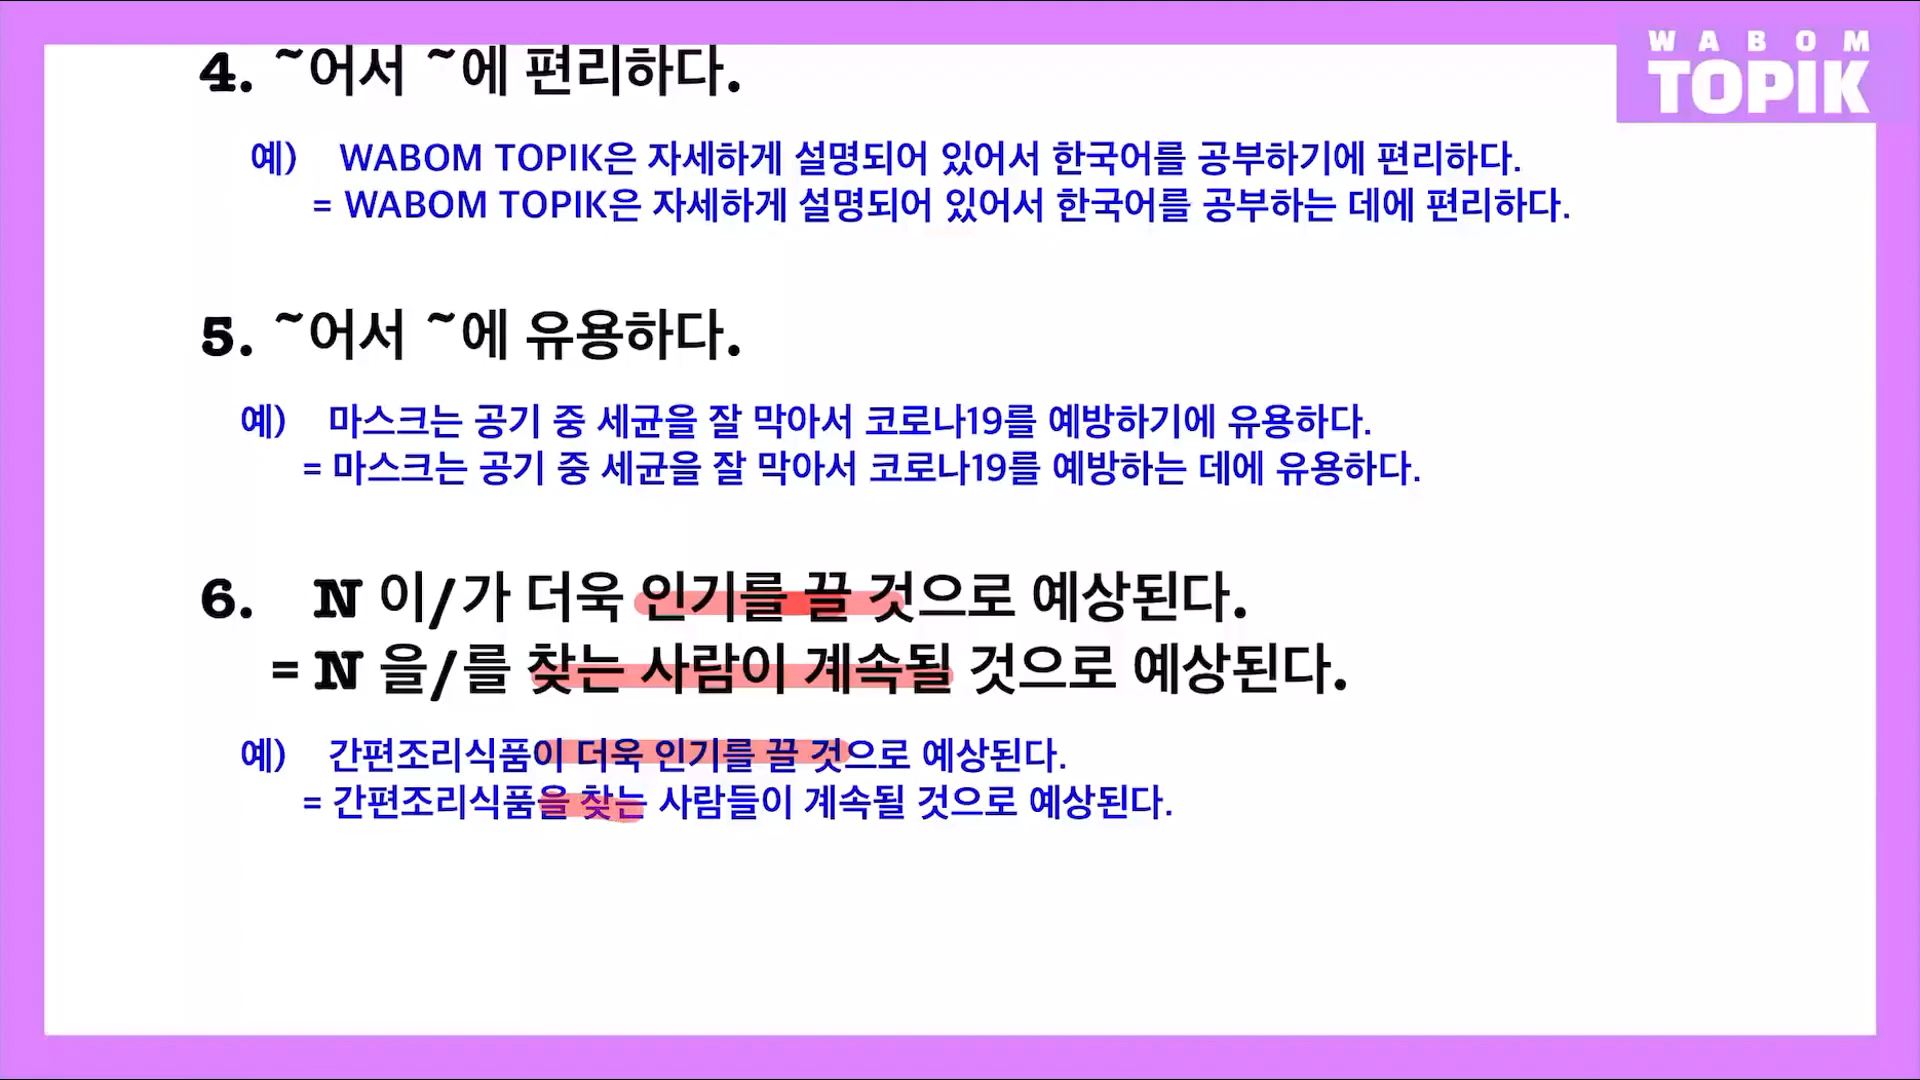 WABOM
TOPIK
4. ~어서 ~에 편리하다.
예) WABOM TOPIK은 자세하게 설명되어 있어서 한국어를 공부하기에 편리하다.
= WABOM TOPIK은 자세하게 설명되어 있어서 한국어를 공부하는 데에 편리하다.
5. ~어서 ~에 유용하다.
예) 마스크는 공기 중 세균을 잘 막아서 코로나19를 예방하기에 유용하다.
= 마스크는 공기 중 세균을 잘 막아서 코로나19를 예방하는 데에 유용하다.
6. N 이/가 더욱 인기를 끌 것으로 예상된다.
= N 을/를 찾는 사람이 계속될 것으로 예상된다.
예) 간편조리식품이 더욱 인기를 끌 것으로 예상된다.
= 간편조리식품을 찾는 사람들이 계속될 것으로 예상된다.